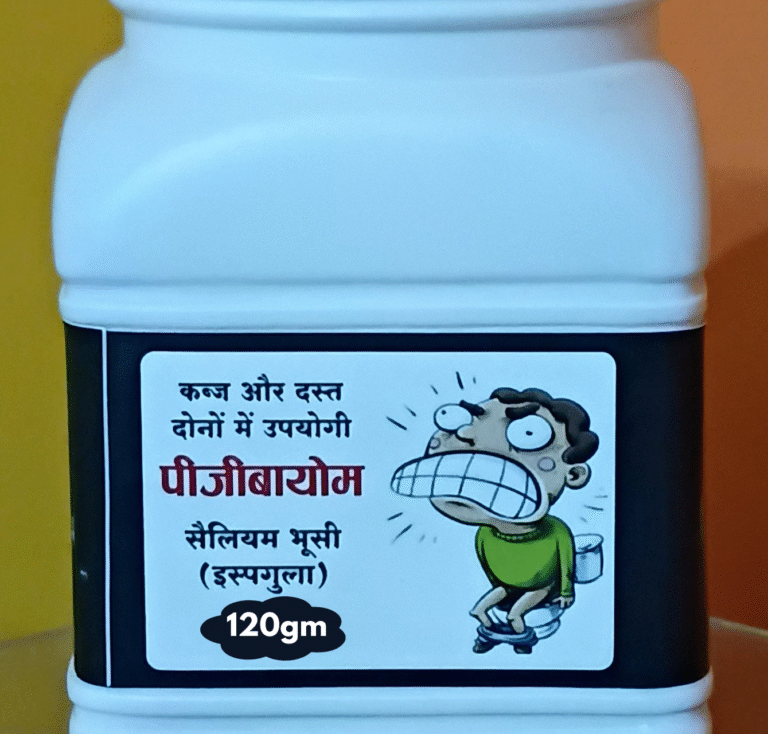 कब्ज और दस्त
दोनों में उपयोगी
पीजीबायोम
सैलियम भूसी
(इस्पगुला)
120gm